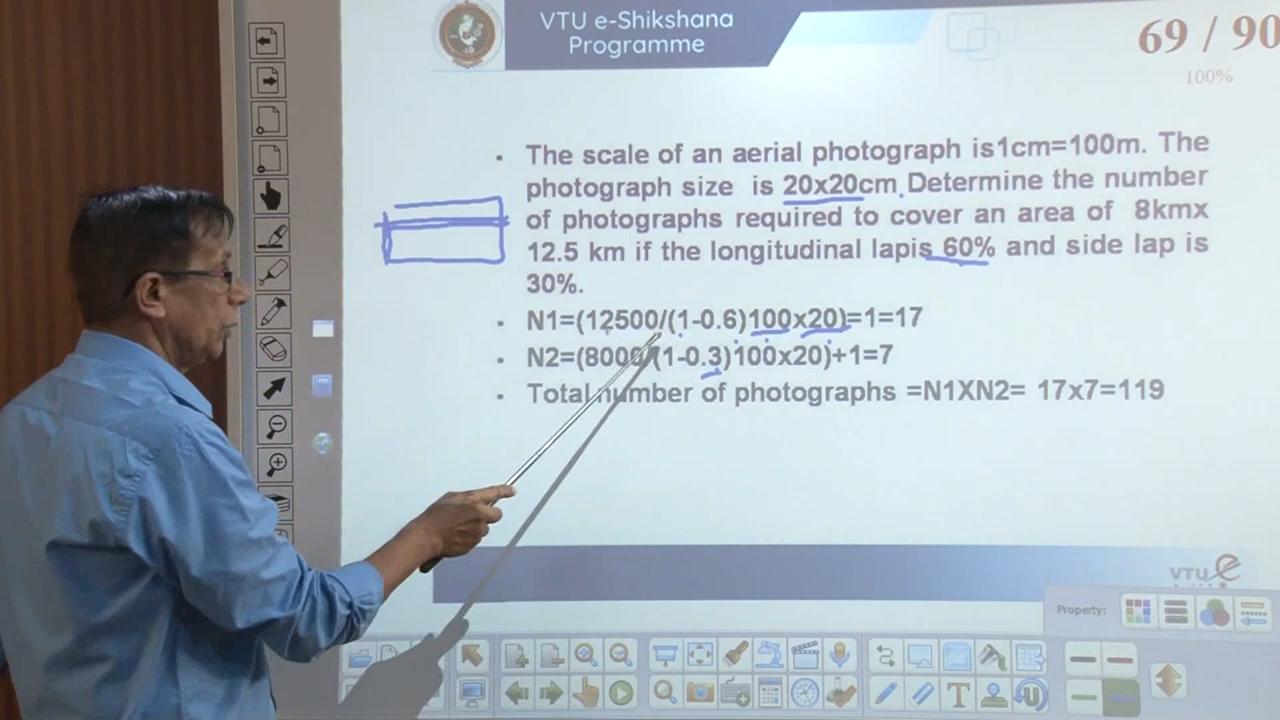 VTU e-Shikshana
Programme
69 / 90
100%
The scale of an aerial photograph is1cm=100m. The
photograph size is 20x20cm. Determine the number
of photographs required to cover an area of 8kmx
12.5 km if the longitudinal lapis 60% and side lap is
30%.
N1=(12500/(1-0.6)100x20)=1=17
N2=(8000/(1-0.3)100x20)+1=7
Total number of photographs =N1XN2= 17x7=119
VTU e
Property: